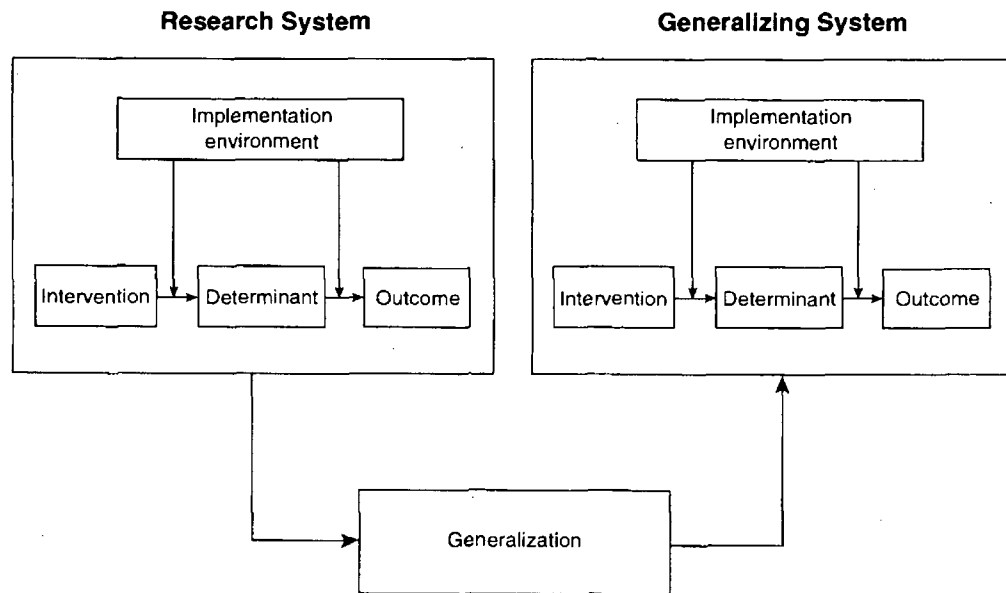 Research System
Generalizing System
Implementation
environment
Implementation
environment
Intervention
Determinant
Outcome
Intervention
Determinant
Outcome
Generalization